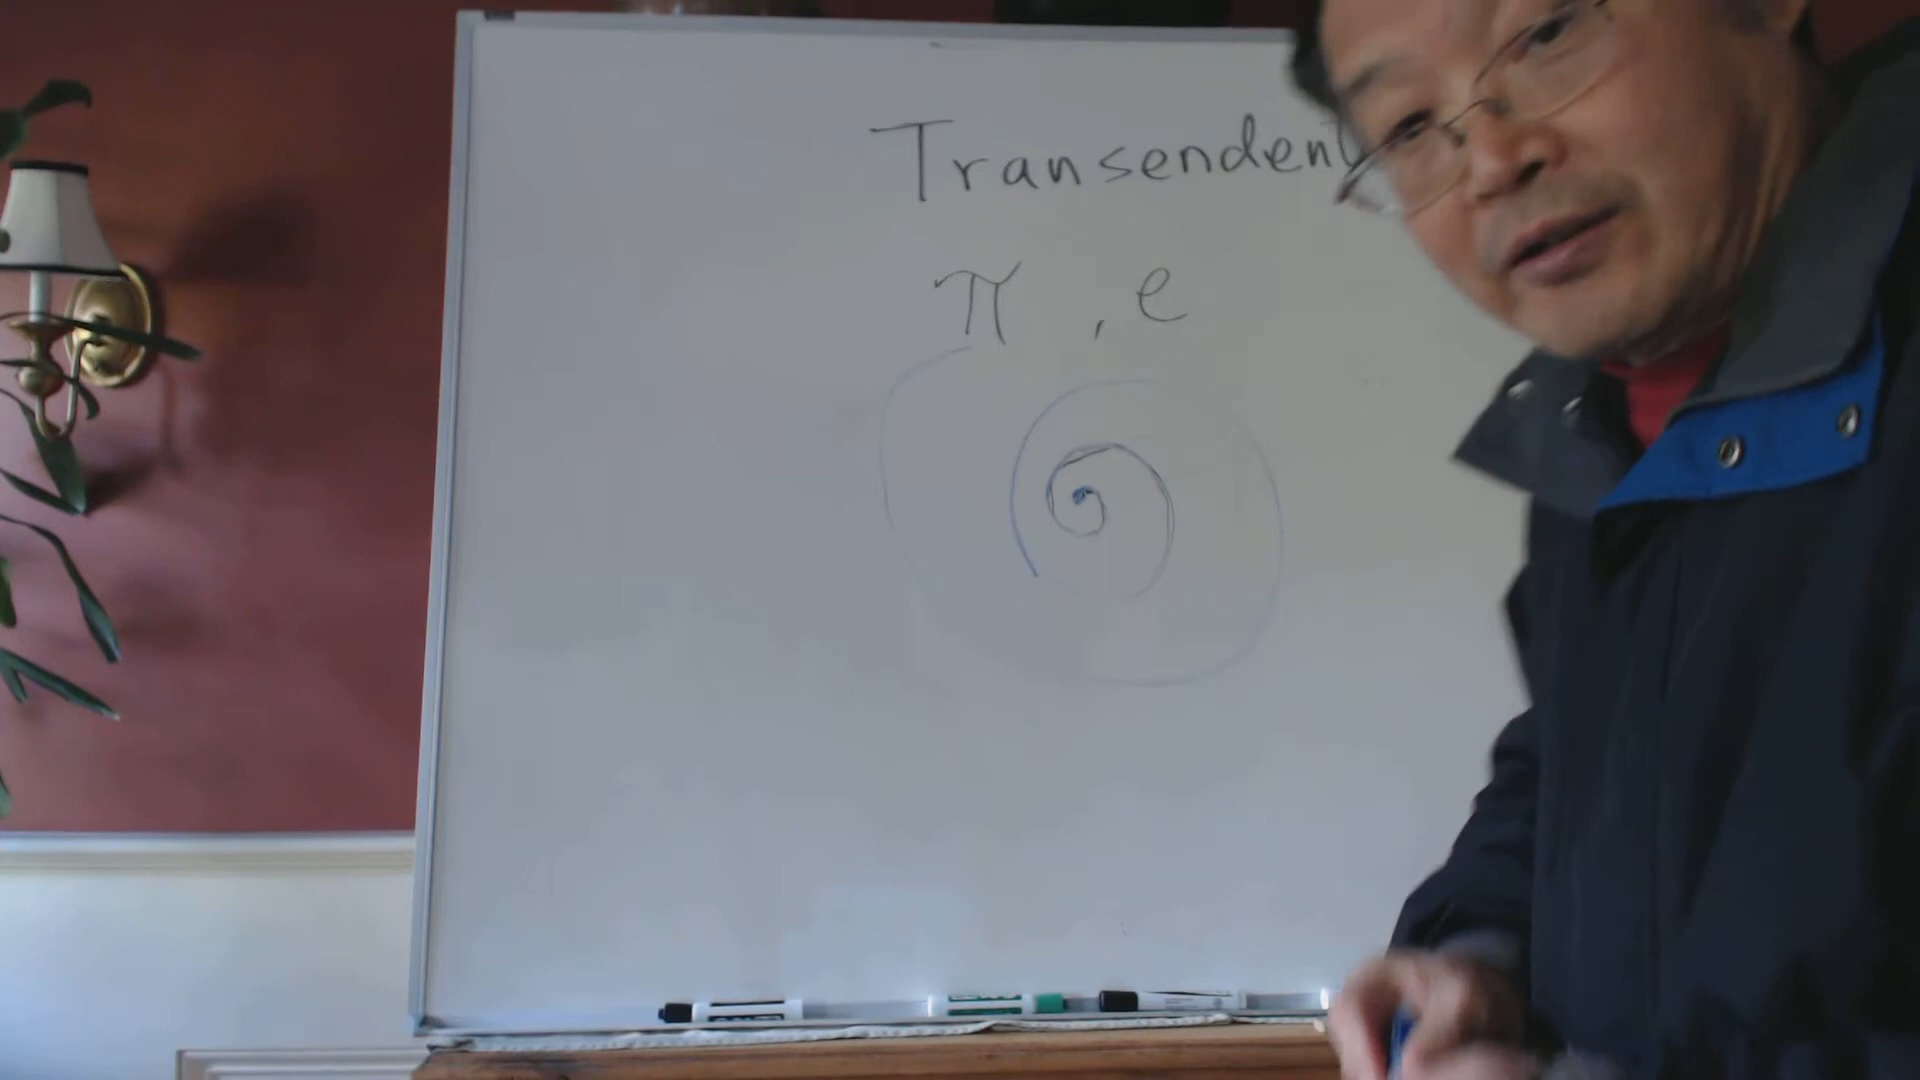 Transendent
π , e